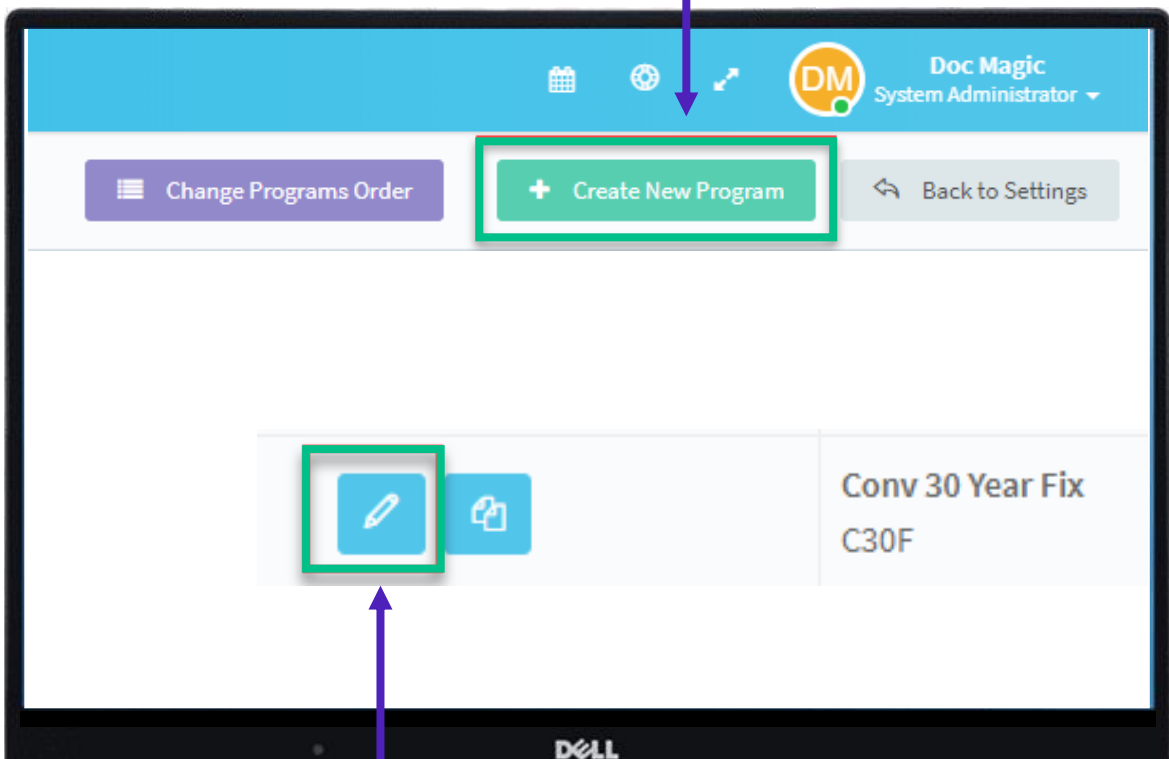 DM
Doc Magic
System Administrator
Change Programs Order
+ Create New Program
Back to Settings
Conv 30 Year Fix
C30F
DELL